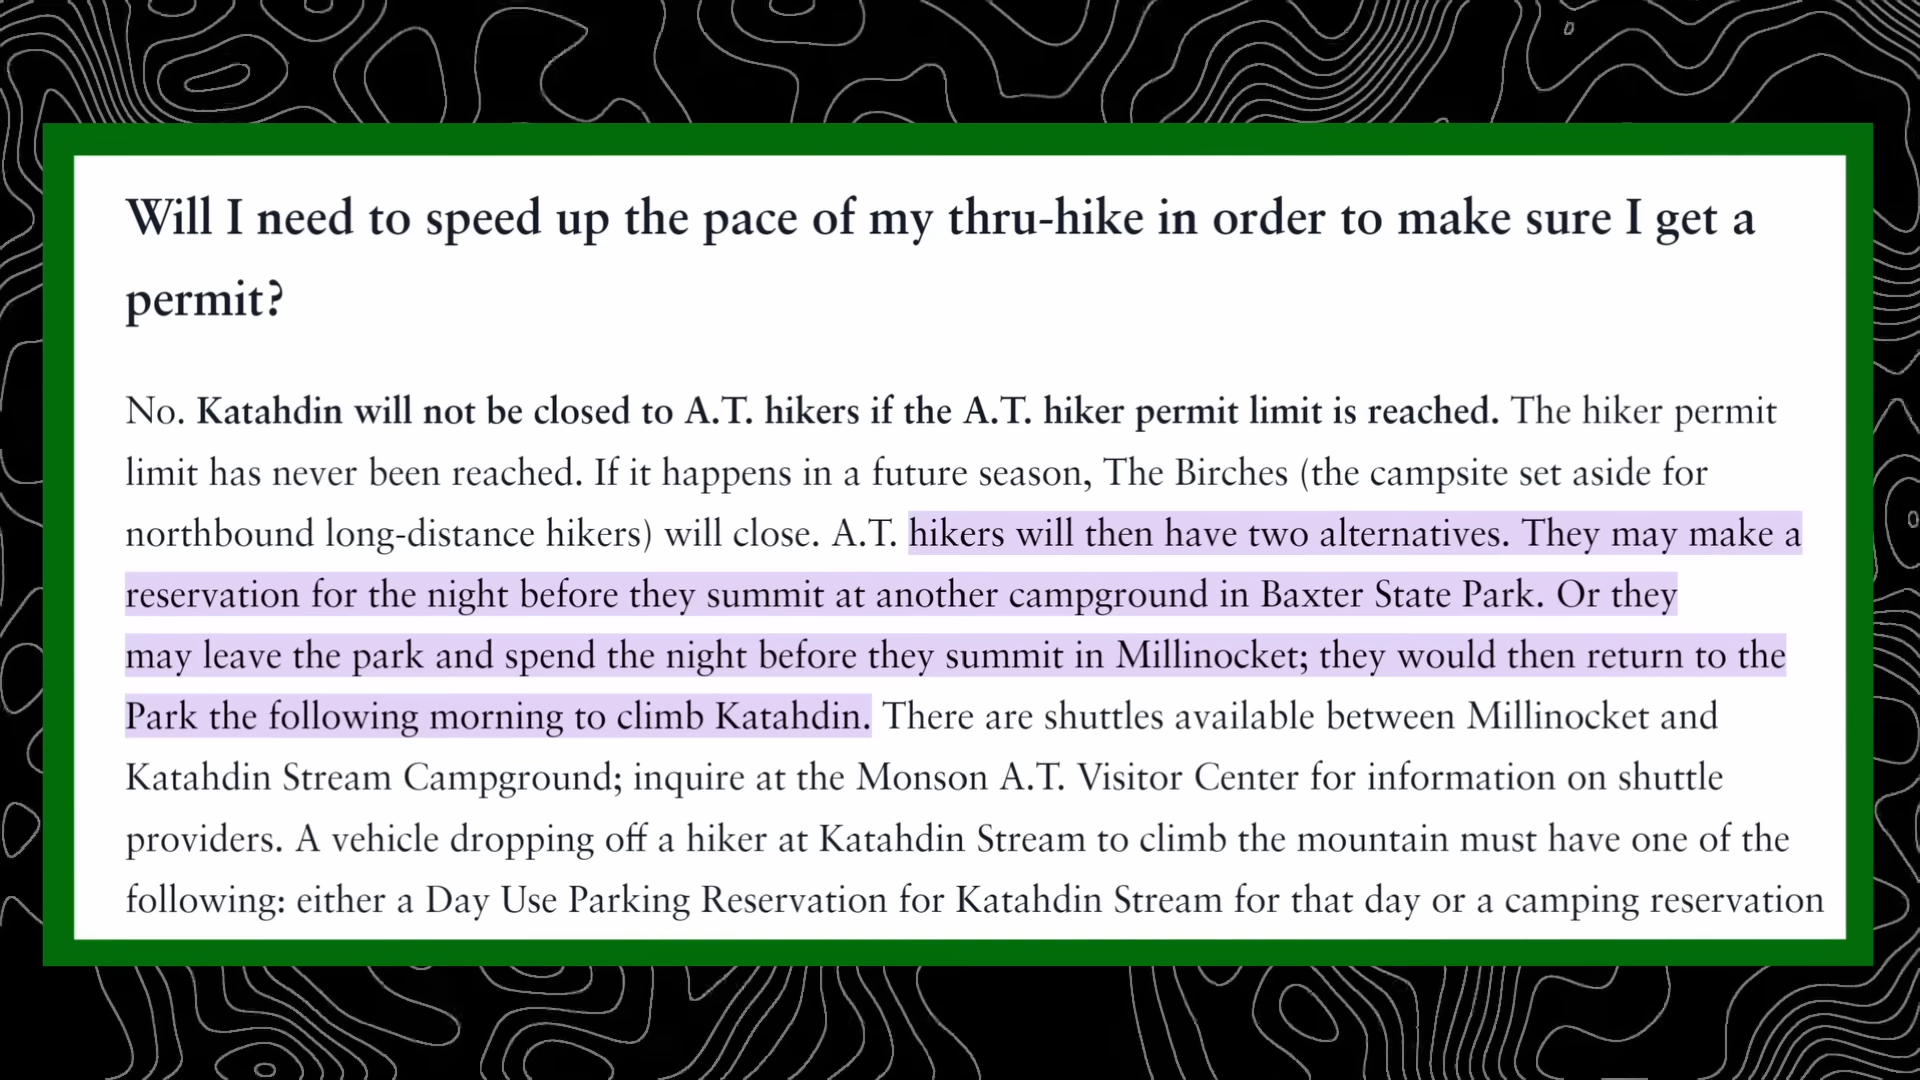 Will I need to speed up the pace of my thru-hike in order to make sure I get a
permit?
No. Katahdin will not be closed to A.T. hikers if the A.T. hiker permit limit is reached. The hiker permit
limit has never been reached. If it happens in a future season, The Birches (the campsite set aside for
northbound long-distance hikers) will close. A.T. hikers will then have two alternatives. They may make a
reservation for the night before they summit at another campground in Baxter State Park. Or they
may leave the park and spend the night before they summit in Millinocket; they would then return to the
Park the following morning to climb Katahdin. There are shuttles available between Millinocket and
Katahdin Stream Campground; inquire at the Monson A.T. Visitor Center for information on shuttle
providers. A vehicle dropping off a hiker at Katahdin Stream to climb the mountain must have one of the
following: either a Day Use Parking Reservation for Katahdin Stream for that day or a camping reservation